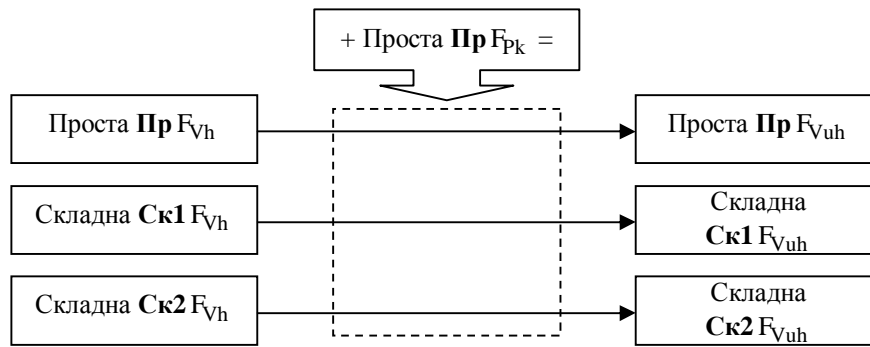 + Проста Пр F_Pk =
Проста Пр F_Vh
Проста Пр F_Vuh
Складна Ск1 F_Vh
Складна
Ск1 F_Vuh
Складна Ск2 F_Vh
Складна
Ск2 F_Vuh